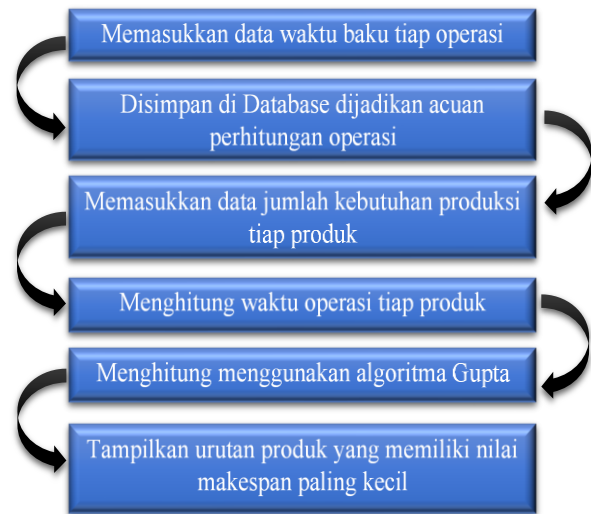 Memasukkan data waktu baku tiap operasi
Disimpan di Database dijadikan acuan
perhitungan operasi
Memasukkan data jumlah kebutuhan produksi
tiap produk
Menghitung waktu operasi tiap produk
Menghitung menggunakan algoritma Gupta
Tampilkan urutan produk yang memiliki nilai
makespan paling kecil